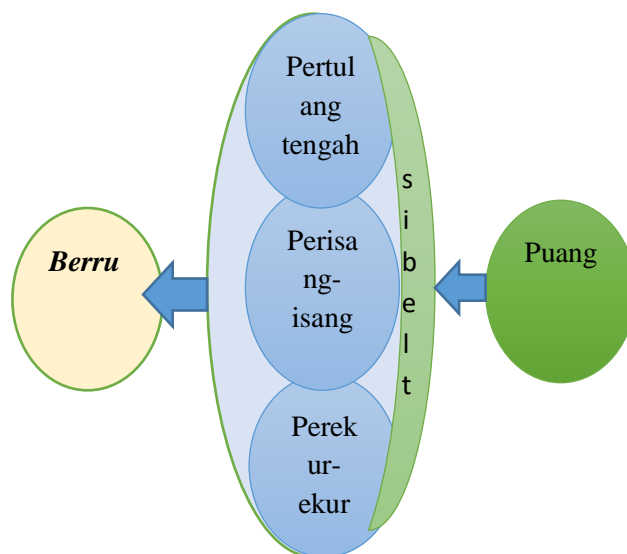 Berru
Pertul
ang
tengah
Perisa
ng-
isang
Perek
ur-
ekur
s
i
b
e
l
t
Puang